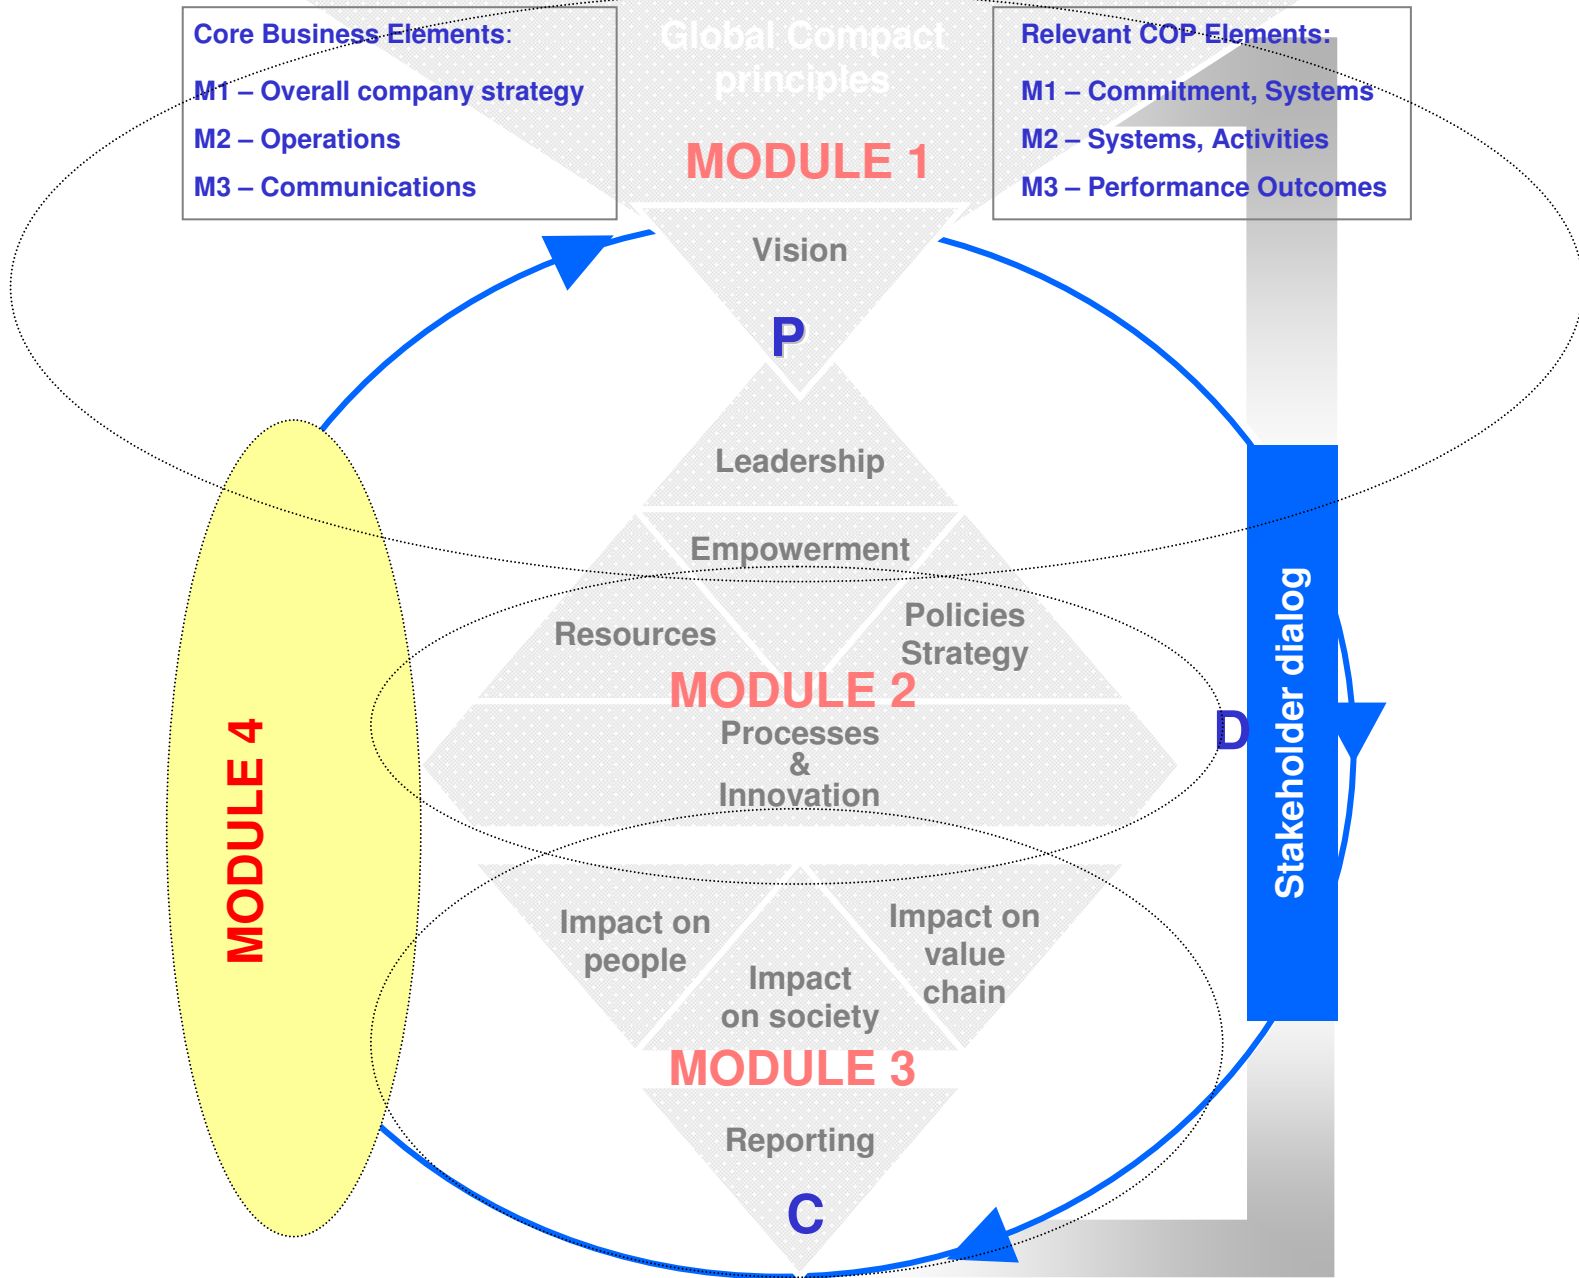 Core Business Elements:
M1 – Overall company strategy
M2 – Operations
M3 – Communications
Global Compact
principles
Relevant COP Elements:
M1 – Commitment, Systems
M2 – Systems, Activities
M3 – Performance Outcomes
MODULE 1
Vision
P
Leadership
Empowerment
Resources
Policies
Strategy
MODULE 2
Processes
&
Innovation
D
Stakeholder dialog
MODULE 4
Impact on
people
Impact
on society
Impact on
value
chain
MODULE 3
Reporting
C